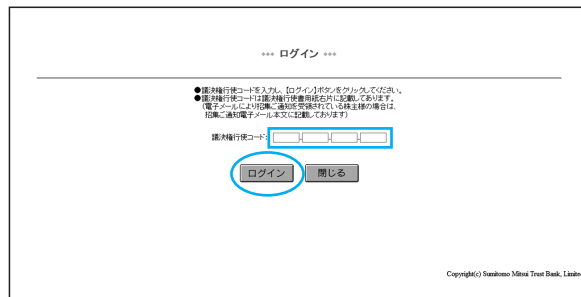 *** ログイン ***
●議決権行使コードを入力し、[ログイン]ボタンをクリックしてください。
●議決権行使コードは議決権行使書用紙右片に記載してあります。
(電子メールにより招集ご通知を受領されている株主様の場合は、
招集ご通知電子メール本文に記載しております)
議決権行使コード:
ログイン 閉じる
Copyright(c) Sumitomo Mitsui Trust Bank, Limite